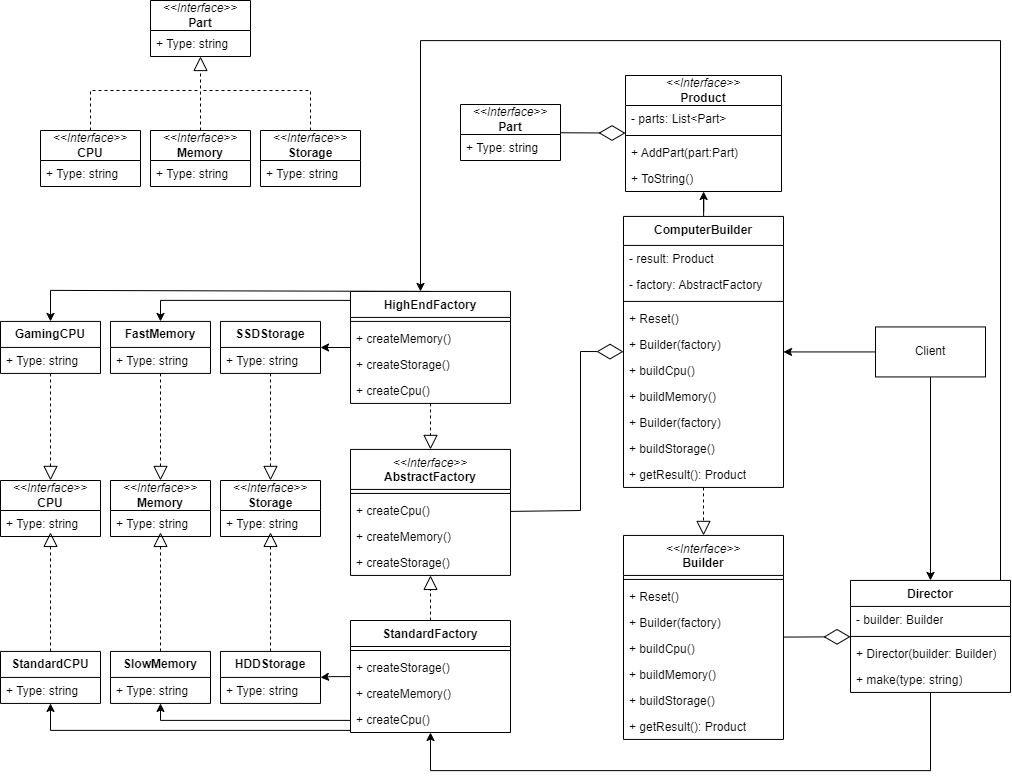 <<Interface>>
Part
+ Type: string
<<Interface>>
CPU
+ Type: string
<<Interface>>
Memory
+ Type: string
<<Interface>>
Storage
+ Type: string
<<Interface>>
Part
+ Type: string
<<Interface>>
Product
- parts: List<Part>
+ AddPart(part:Part)
+ ToString()
ComputerBuilder
- result: Product
- factory: AbstractFactory
+ Reset()
+ Builder(factory)
+ buildCpu()
+ buildMemory()
+ Builder(factory)
+ buildStorage()
+ getResult(): Product
Client
GamingCPU
+ Type: string
FastMemory
+ Type: string
SSDStorage
+ Type: string
HighEndFactory
+ createMemory()
+ createStorage()
+ createCpu()
<<Interface>>
CPU
+ Type: string
<<Interface>>
Memory
+ Type: string
<<Interface>>
Storage
+ Type: string
<<Interface>>
AbstractFactory
+ createCpu()
+ createMemory()
+ createStorage()
<<Interface>>
Builder
+ Reset()
+ Builder(factory)
+ buildCpu()
+ buildMemory()
+ buildStorage()
+ getResult(): Product
Director
- builder: Builder
+ Director(builder: Builder)
+ make(type: string)
StandardCPU
+ Type: string
SlowMemory
+ Type: string
HDDStorage
+ Type: string
StandardFactory
+ createStorage()
+ createMemory()
+ createCpu()